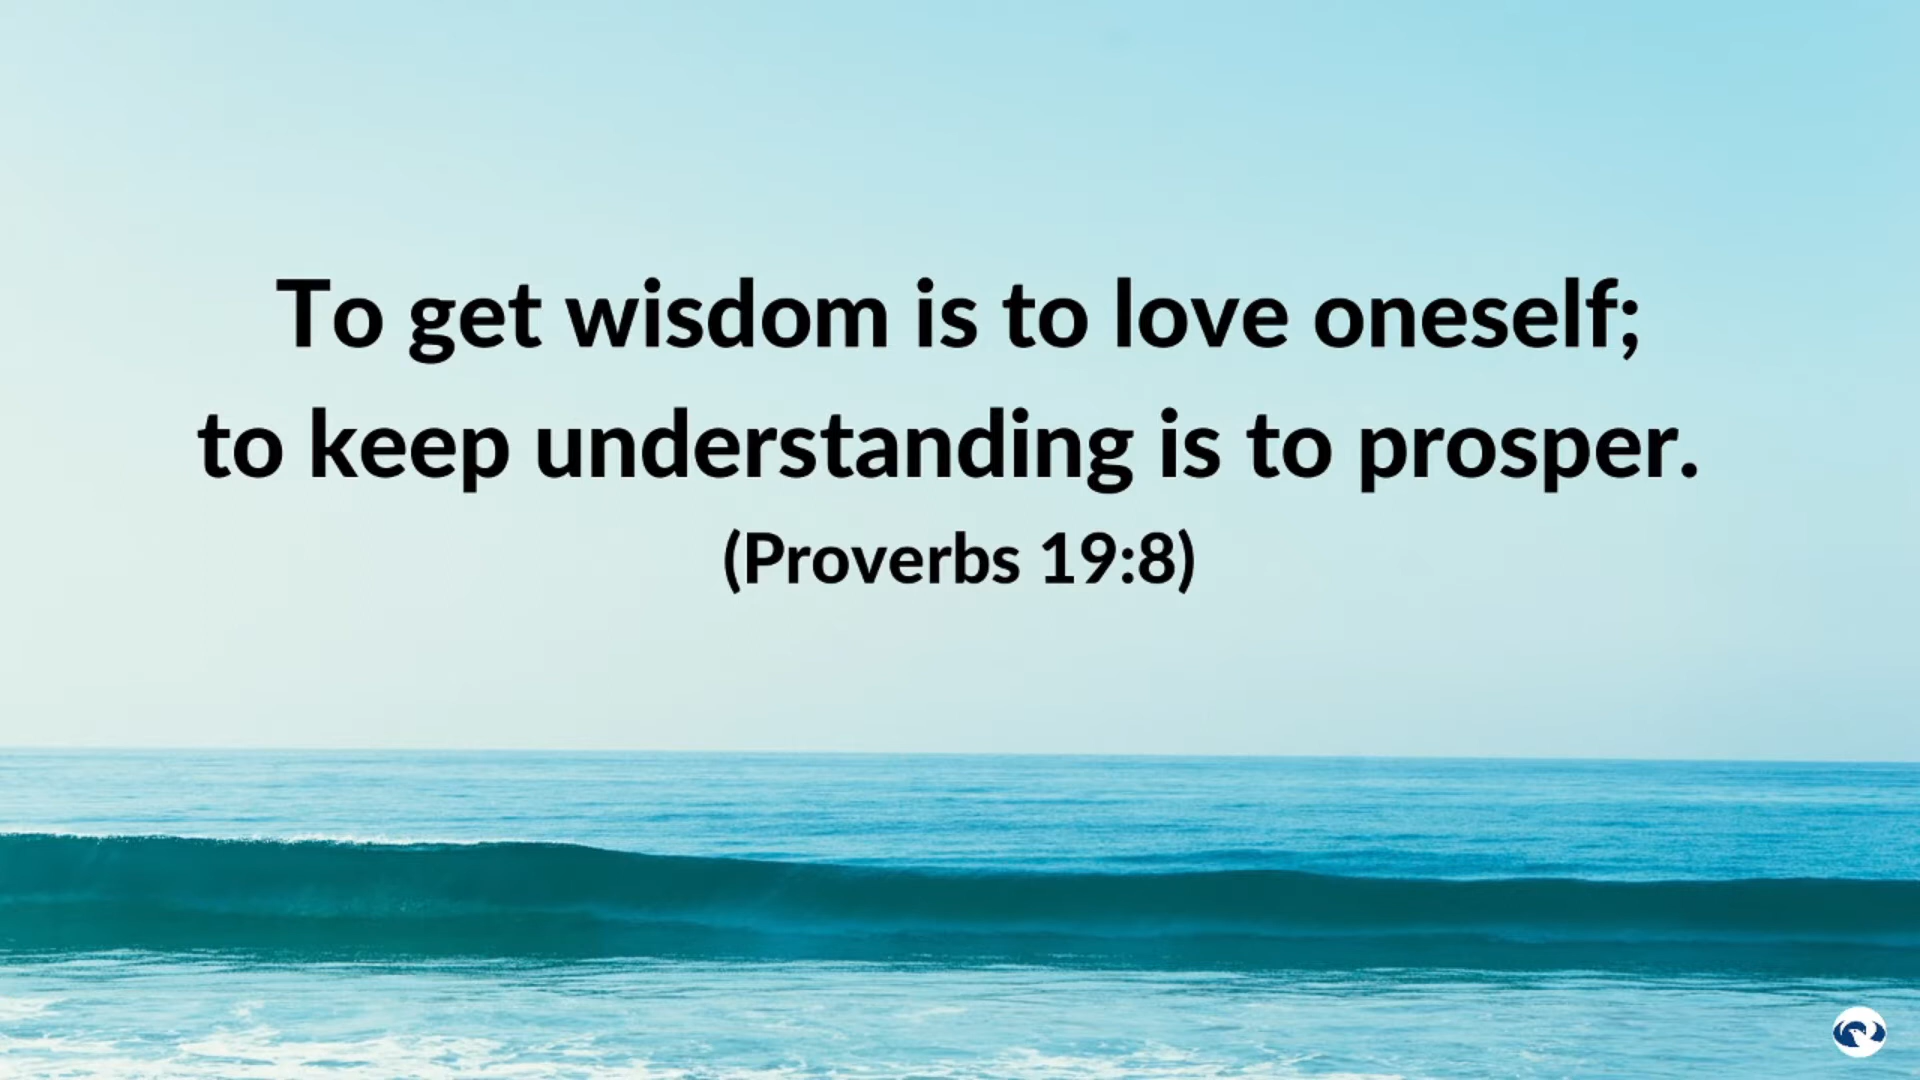 To get wisdom is to love oneself;
to keep understanding is to prosper.
(Proverbs 19:8)